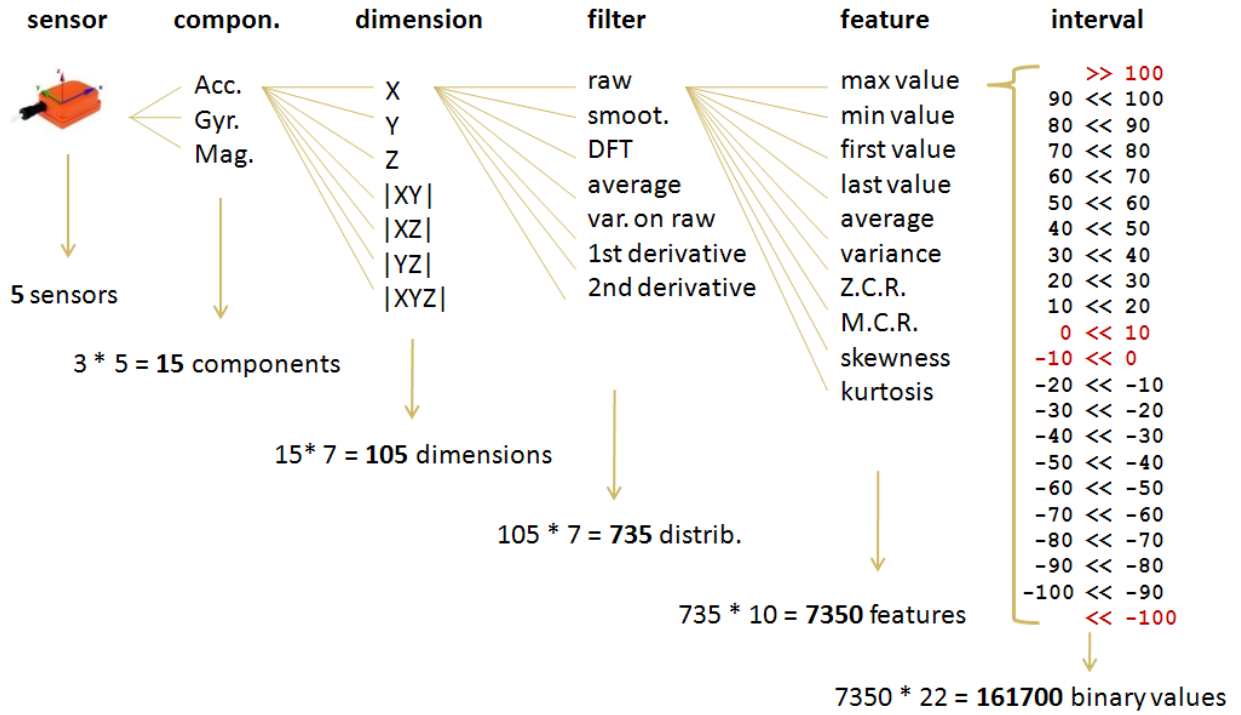 sensor
compon.
dimension
filter
feature
interval
z
y
x
Acc.
Gyr.
Mag.
X
Y
Z
|XY|
|XZ|
|YZ|
|XYZ|
raw
smoot.
DFT
average
var. on raw
1st derivative
2nd derivative
max value
min value
first value
last value
average
variance
Z.C.R.
M.C.R.
skewness
kurtosis
>> 100
90 << 100
80 << 90
70 << 80
60 << 70
50 << 60
40 << 50
30 << 40
20 << 30
10 << 20
0 << 10
-10 << 0
-20 << -10
-30 << -20
-40 << -30
-50 << -40
-60 << -50
-70 << -60
-80 << -70
-90 << -80
-100 << -90
<< -100
5 sensors
3 * 5 = 15 components
15* 7 = 105 dimensions
105 * 7 = 735 distrib.
735 * 10 = 7350 features
7350 * 22 = 161700 binary values